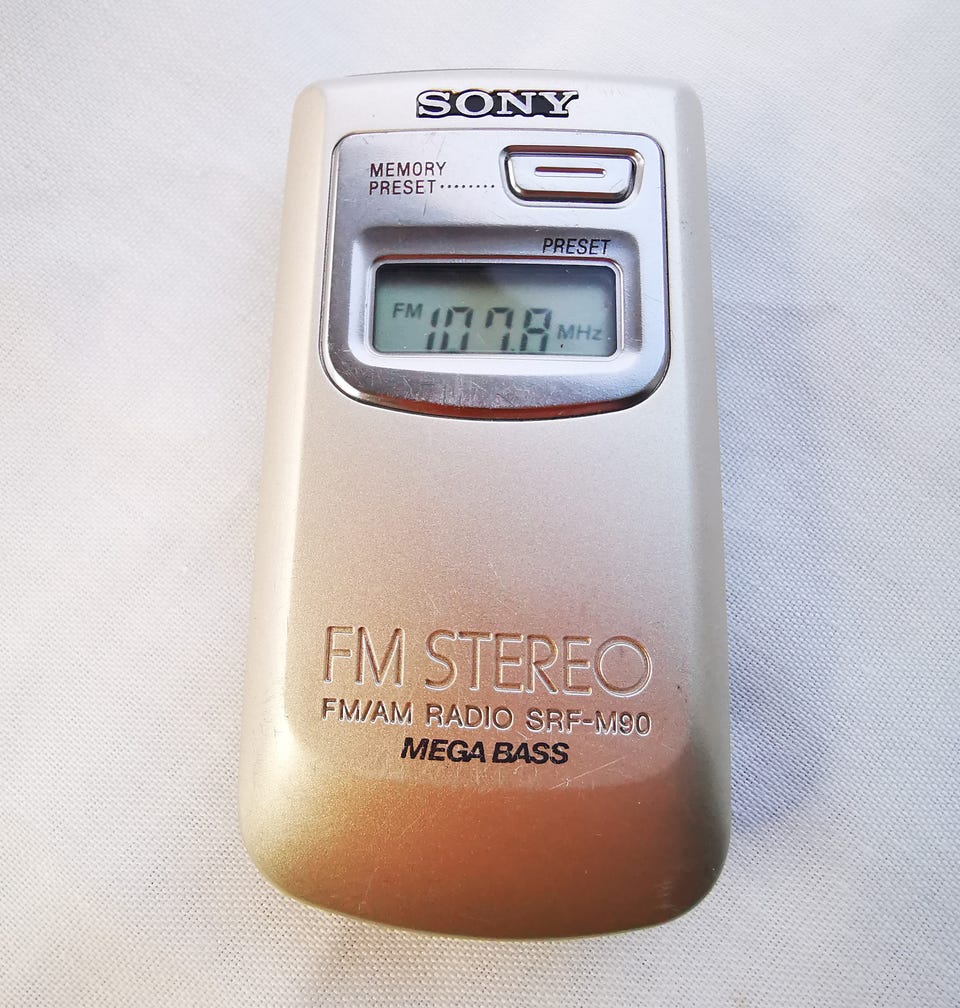 SONY
MEMORY
PRESET········
PRESET
FM 107.8 MHz
FM STEREO
FM/AM RADIO SRF-M90
MEGA BASS